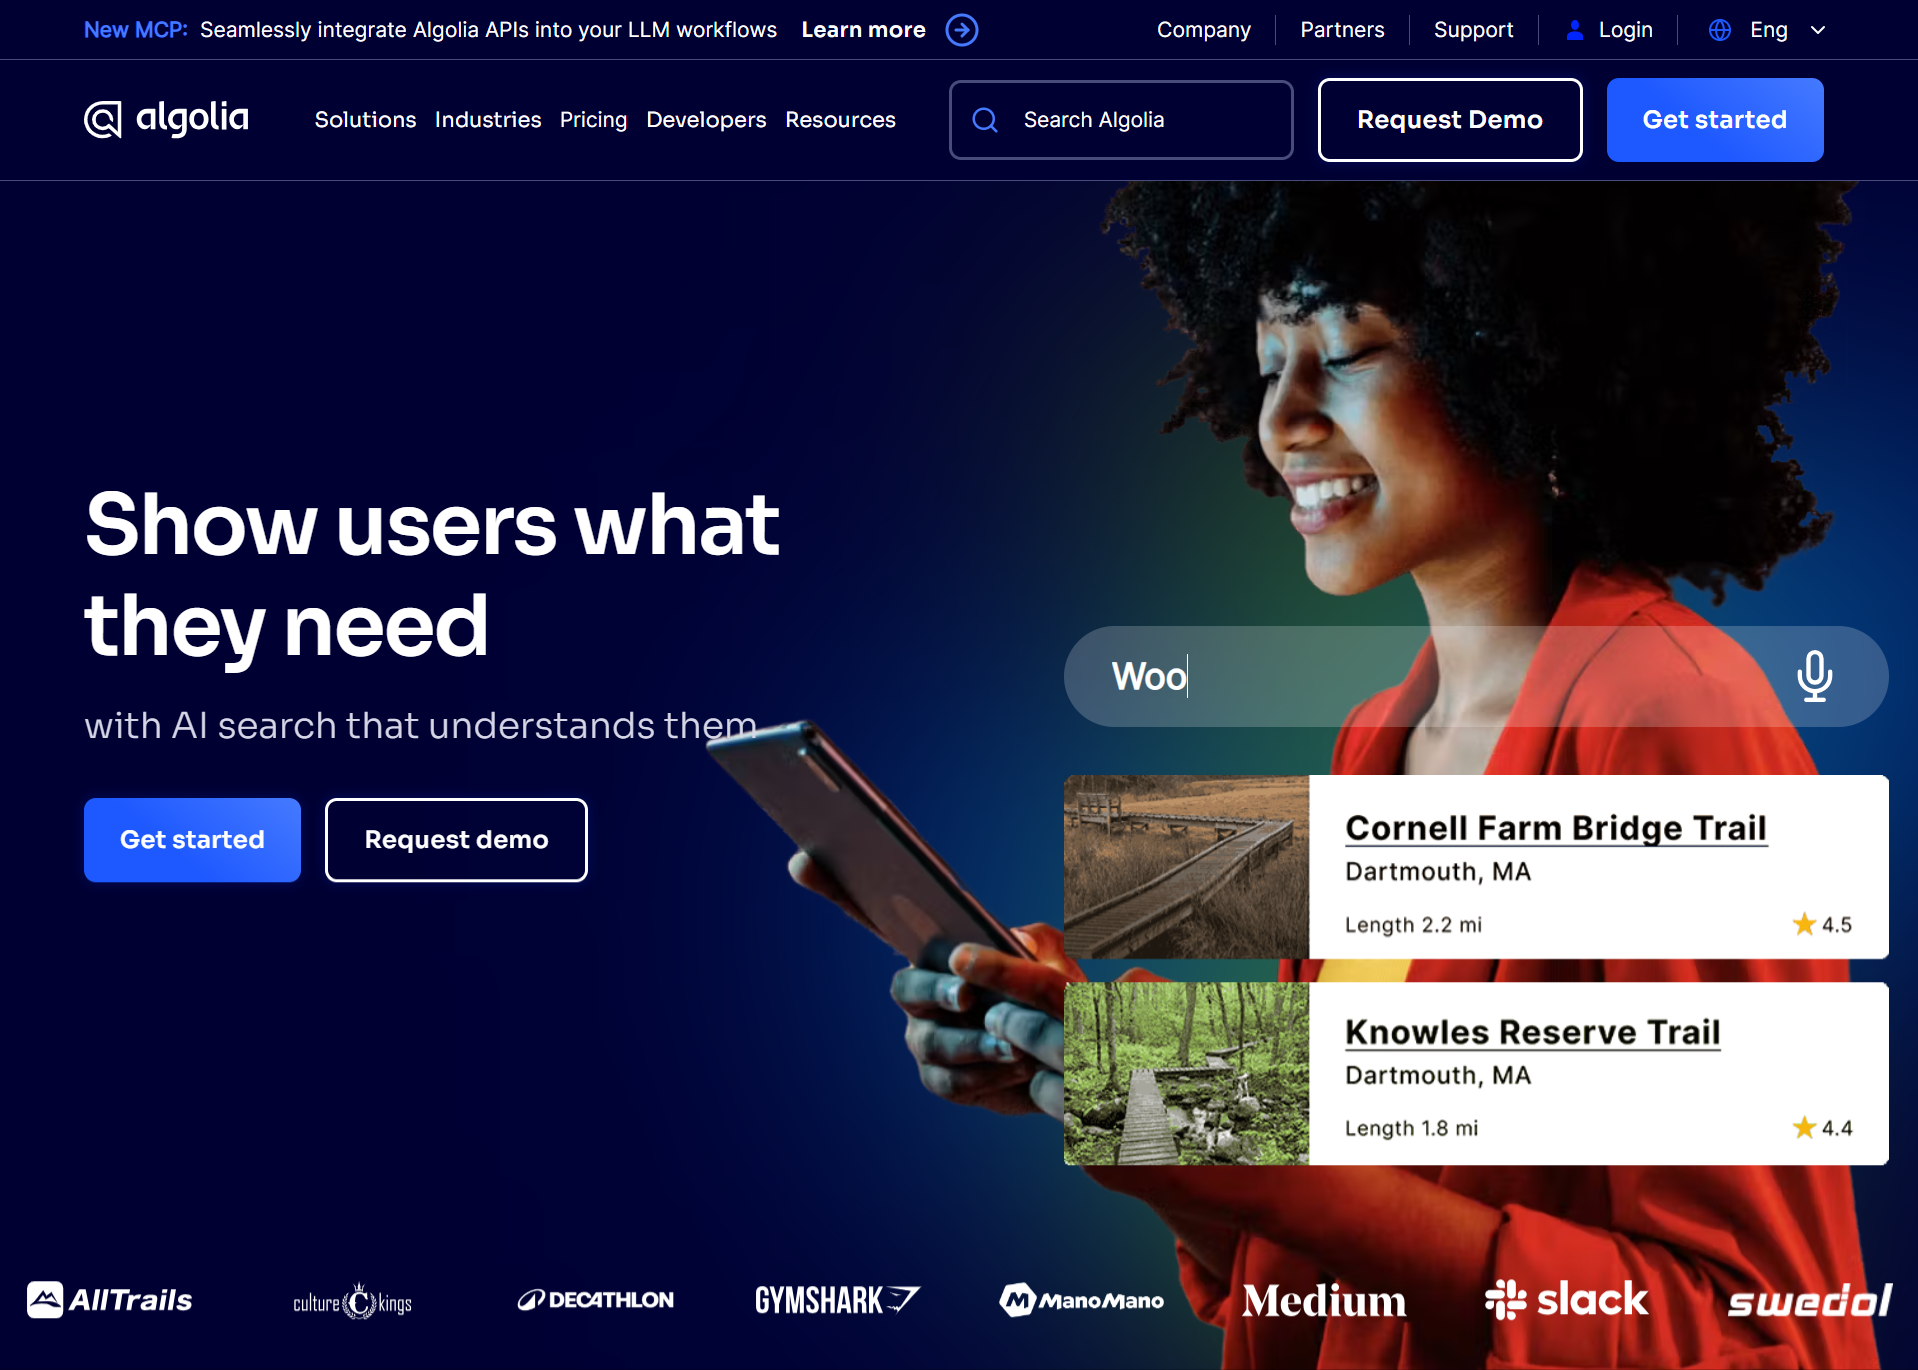 New MCP: Seamlessly integrate Algolia APIs into your LLM workflows Learn more
Company Partners Support Login Eng
algolia Solutions Industries Pricing Developers Resources Search Algolia Request Demo Get started
Show users what
they need
with AI search that understands them
Get started Request demo
Woo
Cornell Farm Bridge Trail
Dartmouth, MA
Length 2.2 mi 4.5
Knowles Reserve Trail
Dartmouth, MA
Length 1.8 mi 4.4
AllTrails culture C kings DECATHLON GYMSHARK ManoMano Medium slack swedol